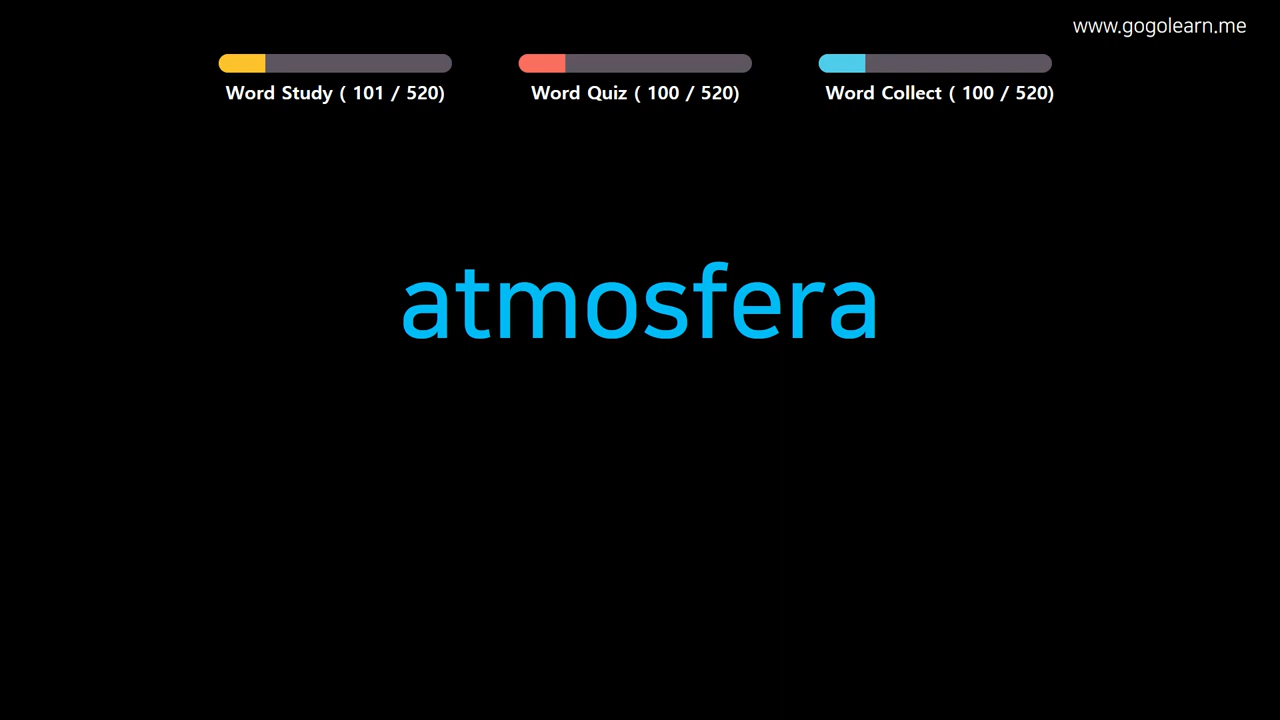 www.gogolearn.me
Word Study ( 101 / 520)
Word Quiz ( 100 / 520)
Word Collect ( 100 / 520)
atmosfera